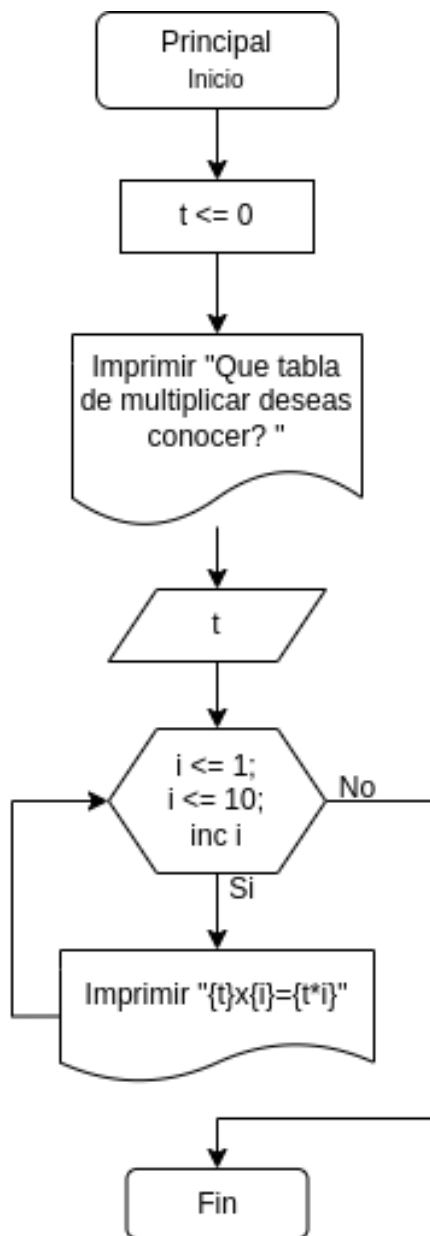 Principal
Inicio
t <= 0
Imprimir "Que tabla
de multiplicar deseas
conocer? "
t
i <= 1;
i <= 10;
inc i
No
Si
Imprimir "{t}x{i}={t*i}"
Fin